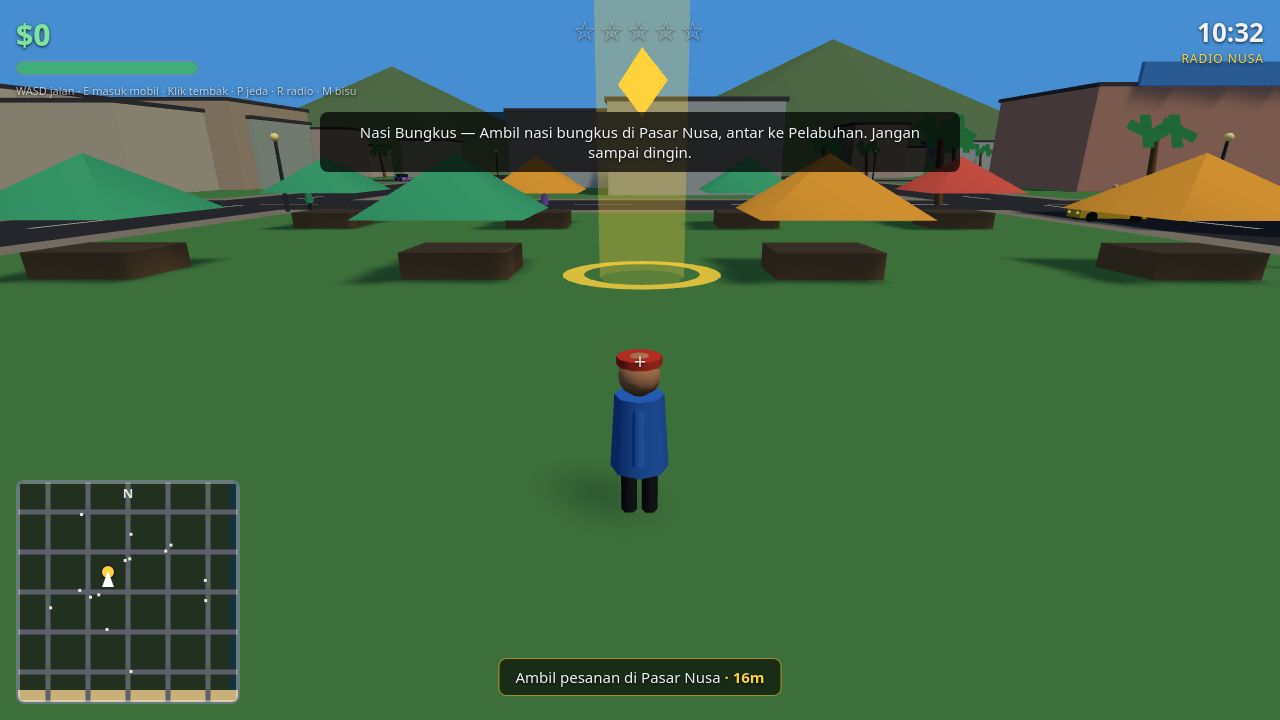 $0
10:32
RADIO NUSA
WASD jalan · E masuk mobil · Klik tembak · P jeda · R radio · M bisu
Nasi Bungkus — Ambil nasi bungkus di Pasar Nusa, antar ke Pelabuhan. Jangan
sampai dingin.
N
Ambil pesanan di Pasar Nusa · 16m